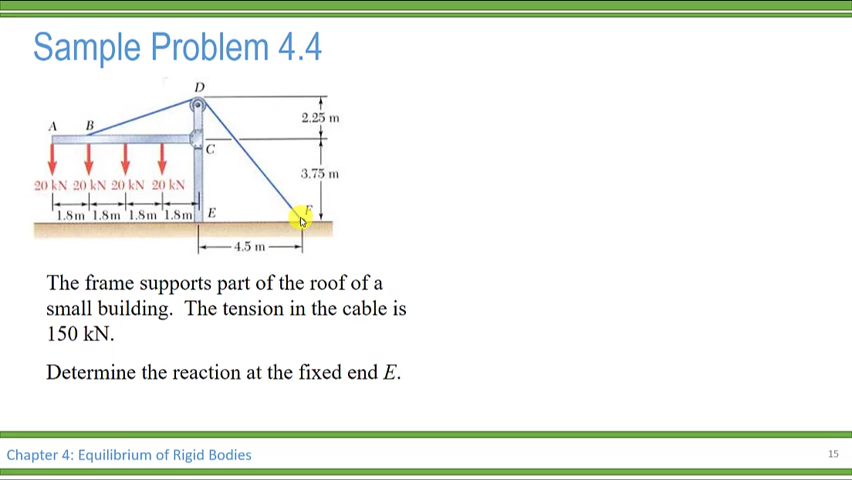 Sample Problem 4.4
D
2.25 m
A B
C
3.75 m
20 kN 20 kN 20 kN 20 kN
F
1.8m 1.8m 1.8m 1.8m E
4.5 m
The frame supports part of the roof of a
small building. The tension in the cable is
150 kN.
Determine the reaction at the fixed end E.
Chapter 4: Equilibrium of Rigid Bodies
15